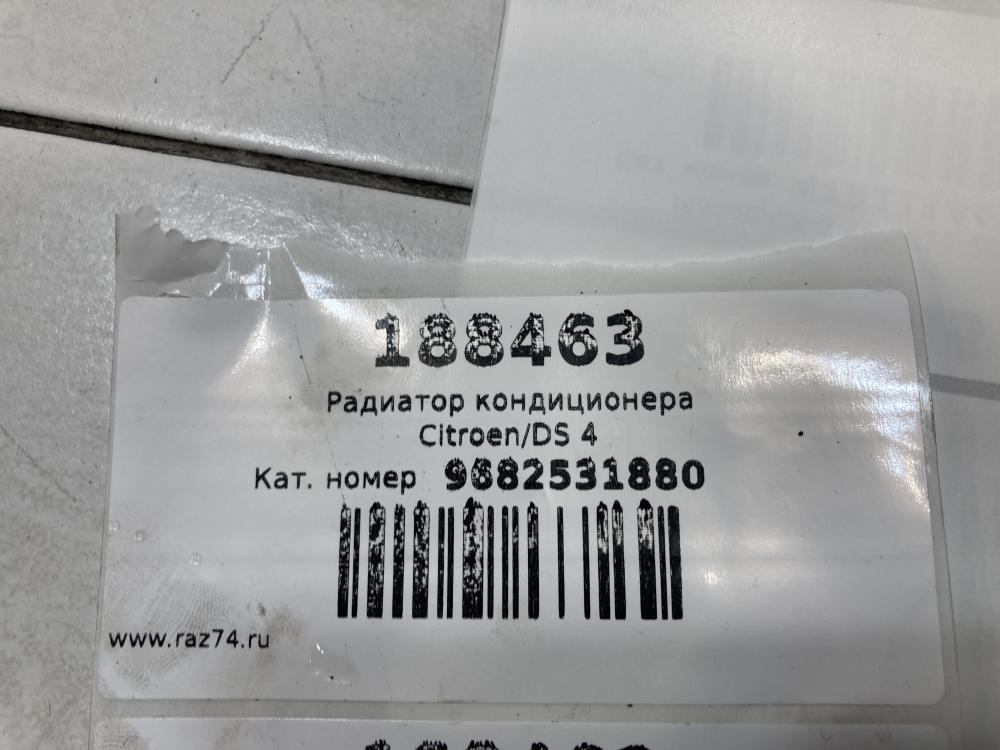 188463
Радиатор кондиционера
Citroen/DS 4
Кат. номер 9682531880
www.raz74.ru